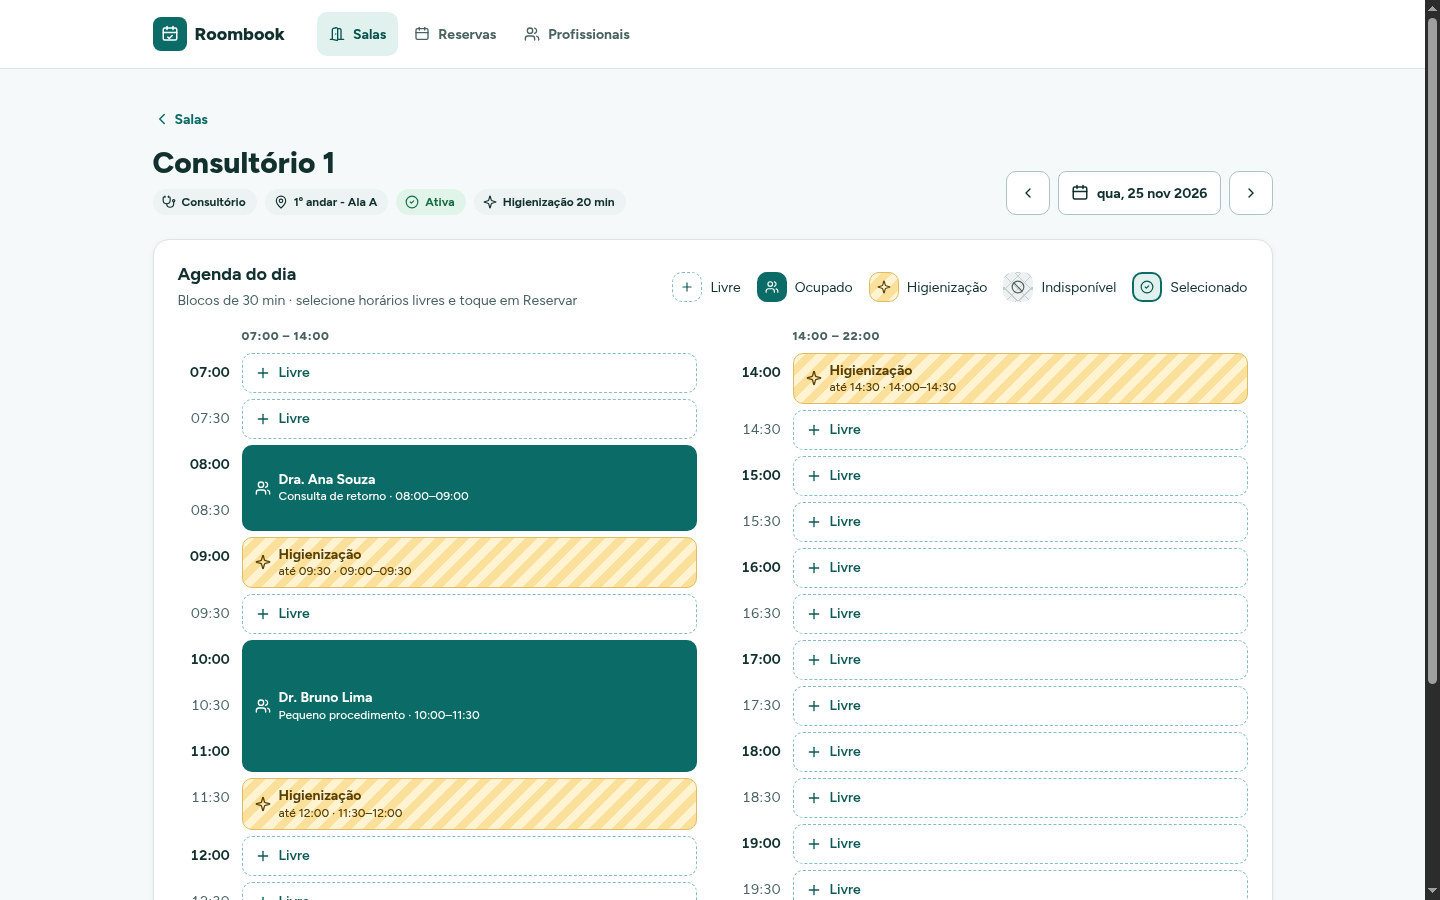 Roombook
Salas
Reservas
Profissionais
Salas
Consultório 1
Consultório
1º andar - Ala A
Ativa
Higienização 20 min
qua, 25 nov 2026
Agenda do dia
Blocos de 30 min · selecione horários livres e toque em Reservar
Livre
Ocupado
Higienização
Indisponível
Selecionado
07:00 – 14:00
07:00
Livre
07:30
Livre
08:00
Dra. Ana Souza
Consulta de retorno · 08:00–09:00
08:30
09:00
Higienização
até 09:30 · 09:00–09:30
09:30
Livre
10:00
Dr. Bruno Lima
10:30
Pequeno procedimento · 10:00–11:30
11:00
11:30
Higienização
até 12:00 · 11:30–12:00
12:00
Livre
12:30
Livre
14:00 – 22:00
14:00
Higienização
até 14:30 · 14:00–14:30
14:30
Livre
15:00
Livre
15:30
Livre
16:00
Livre
16:30
Livre
17:00
Livre
17:30
Livre
18:00
Livre
18:30
Livre
19:00
Livre
19:30
Livre